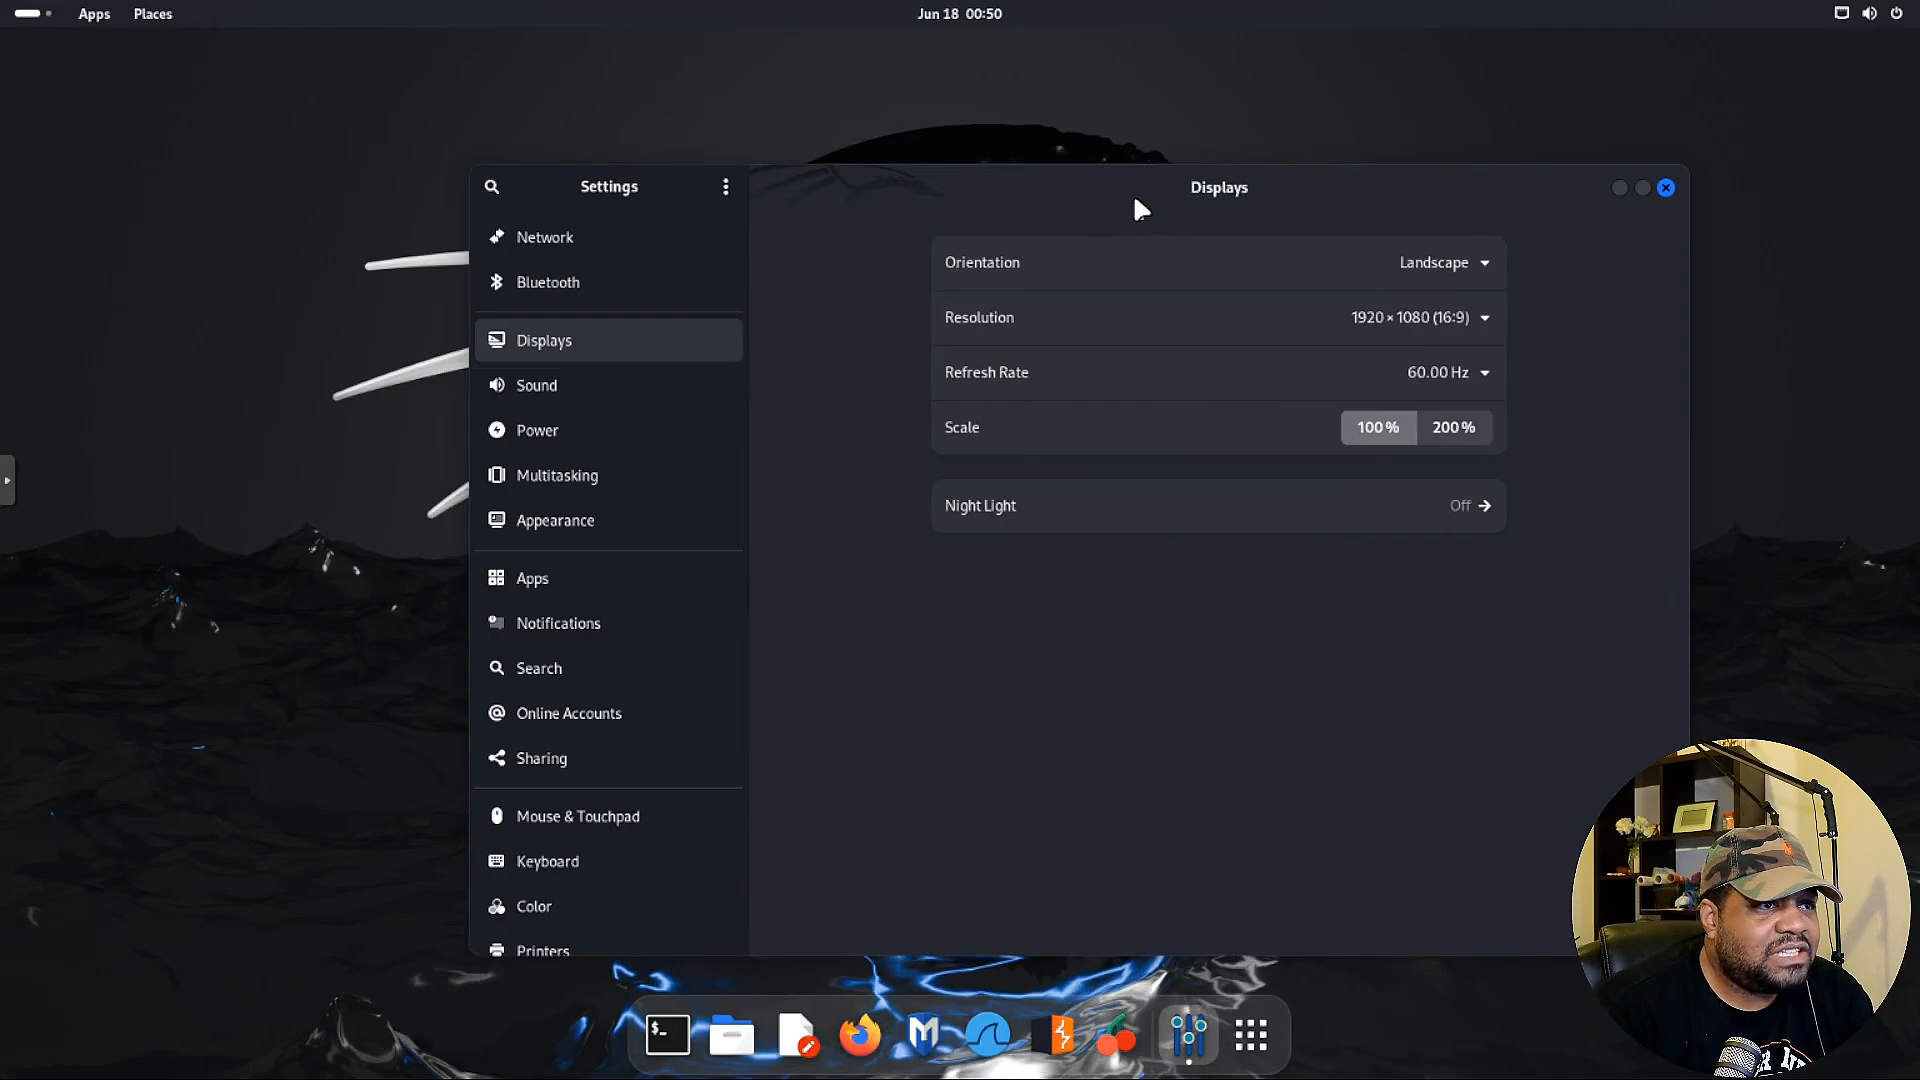 Apps Places Jun 18 00:50
Settings
Network
Bluetooth
Displays
Sound
Power
Multitasking
Appearance
Apps
Notifications
Search
Online Accounts
Sharing
Mouse & Touchpad
Keyboard
Color
Printers
Displays
Orientation Landscape
Resolution 1920 × 1080 (16:9)
Refresh Rate 60.00 Hz
Scale 100 % 200 %
Night Light Off
$_